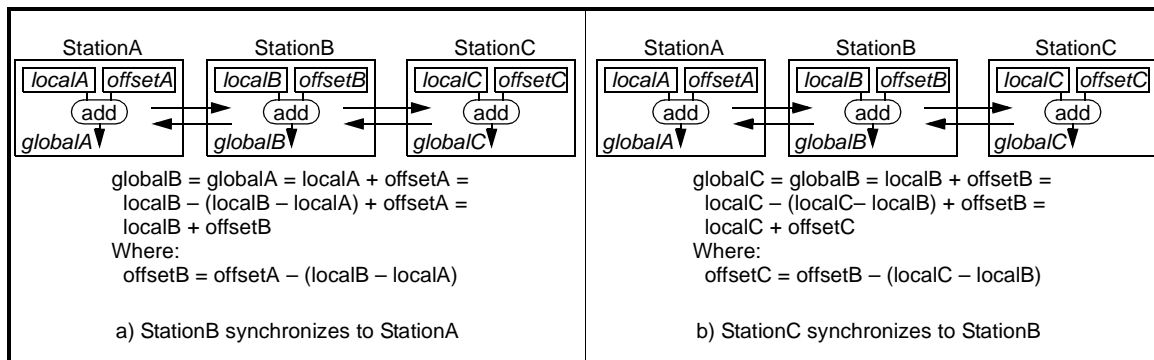 StationA StationB StationC
localA offsetA localB offsetB localC offsetC
add add add
globalA globalB globalC
globalB = globalA = localA + offsetA =
localB – (localB – localA) + offsetA =
localB + offsetB
Where:
offsetB = offsetA – (localB – localA)
a) StationB synchronizes to StationA
StationA StationB StationC
localA offsetA localB offsetB localC offsetC
add add add
globalA globalB globalC
globalC = globalB = localB + offsetB =
localC – (localC– localB) + offsetB =
localC + offsetC
Where:
offsetC = offsetB – (localC – localB)
b) StationC synchronizes to StationB